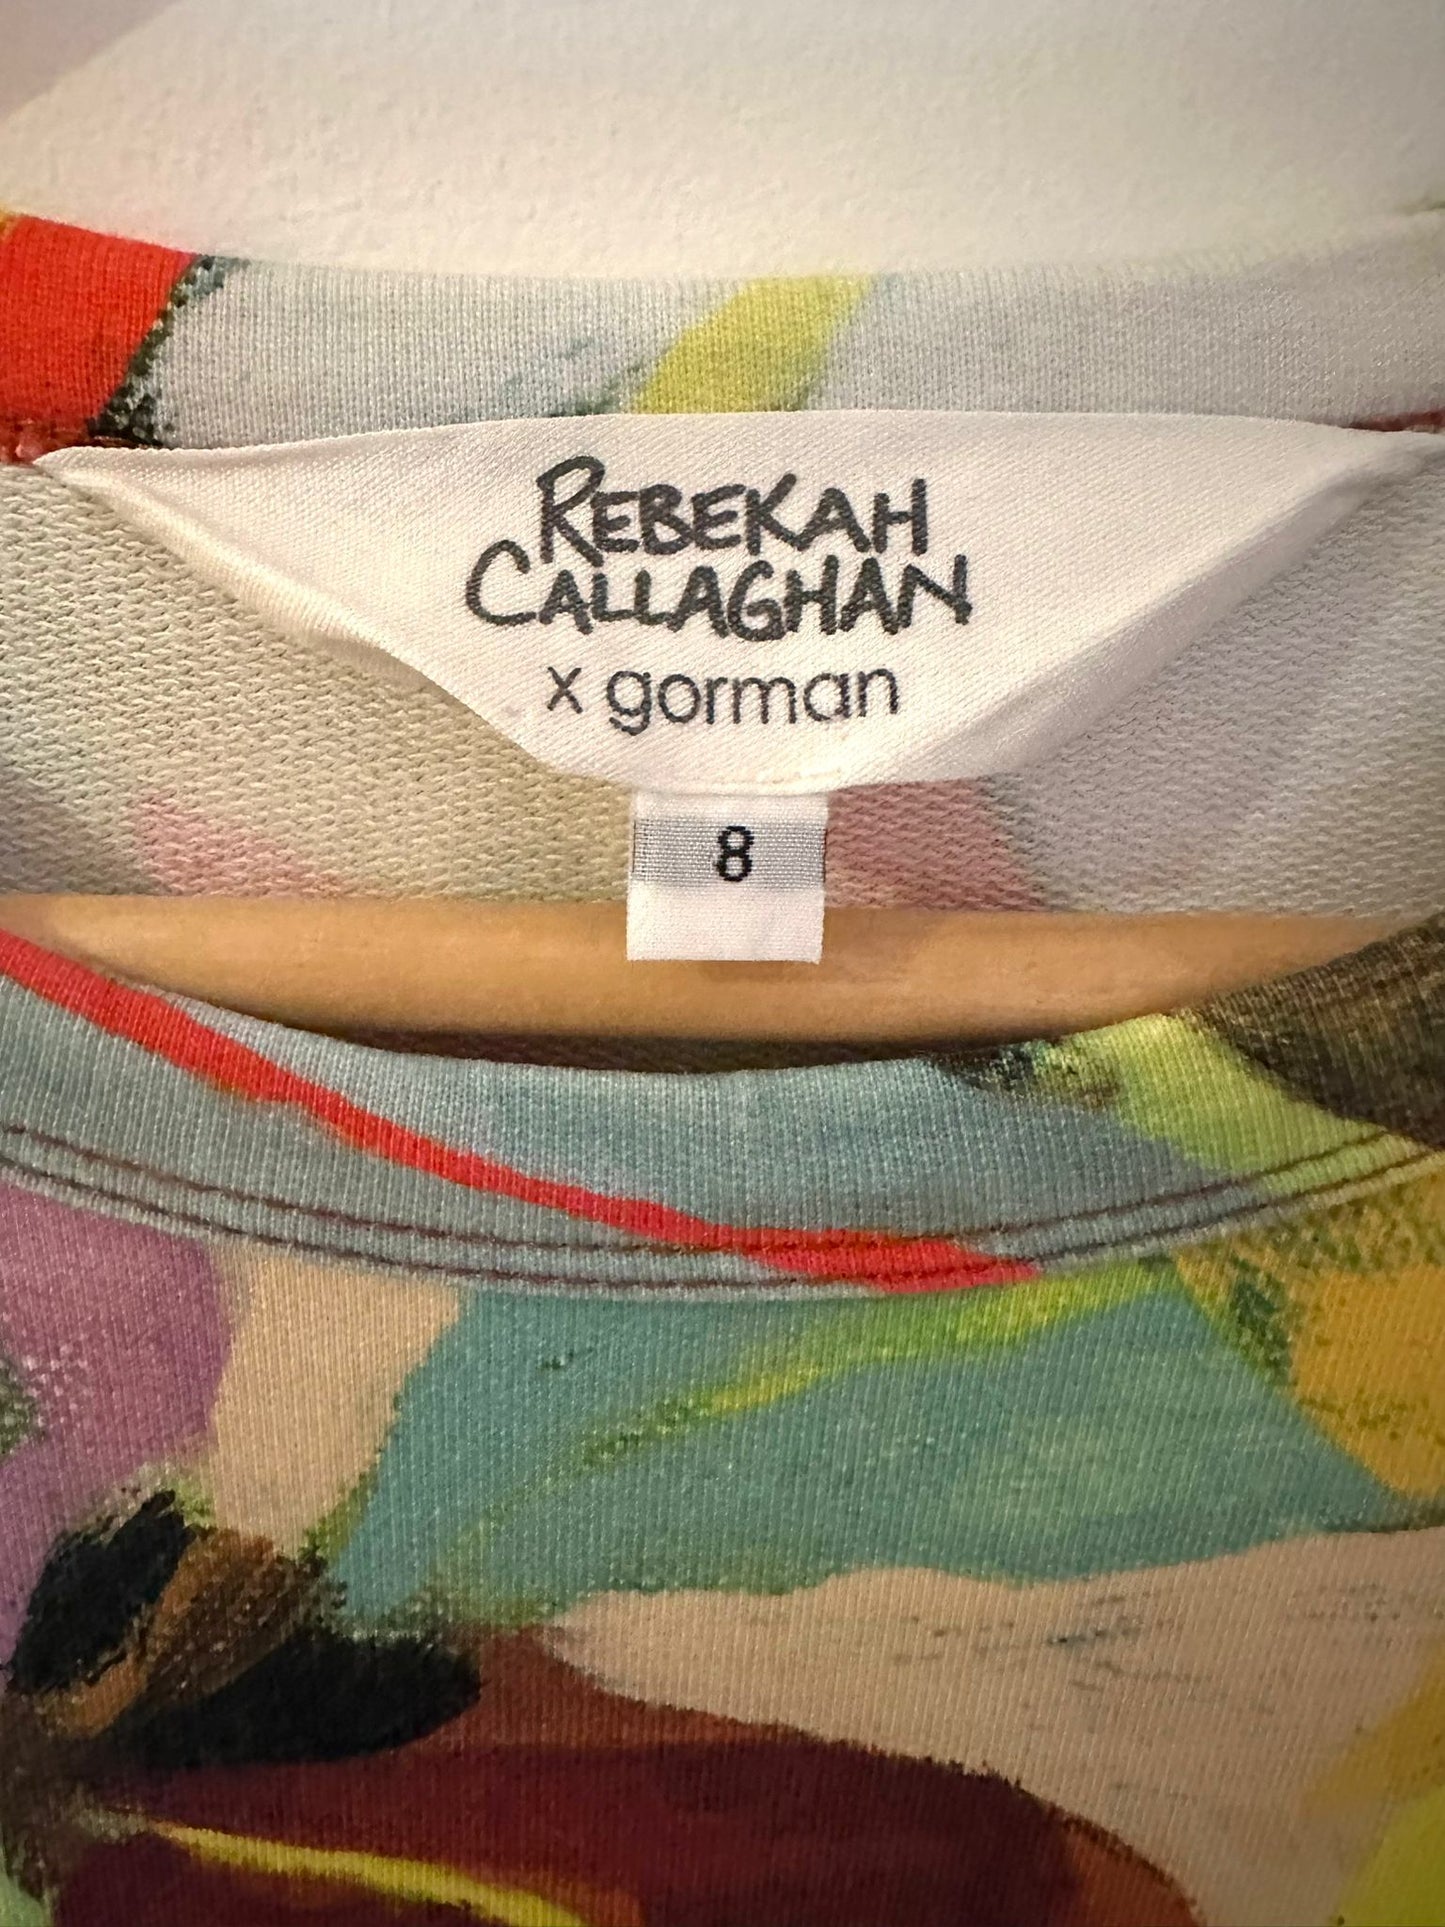 REBEKAH
CALLAGHAN
x gorman
8